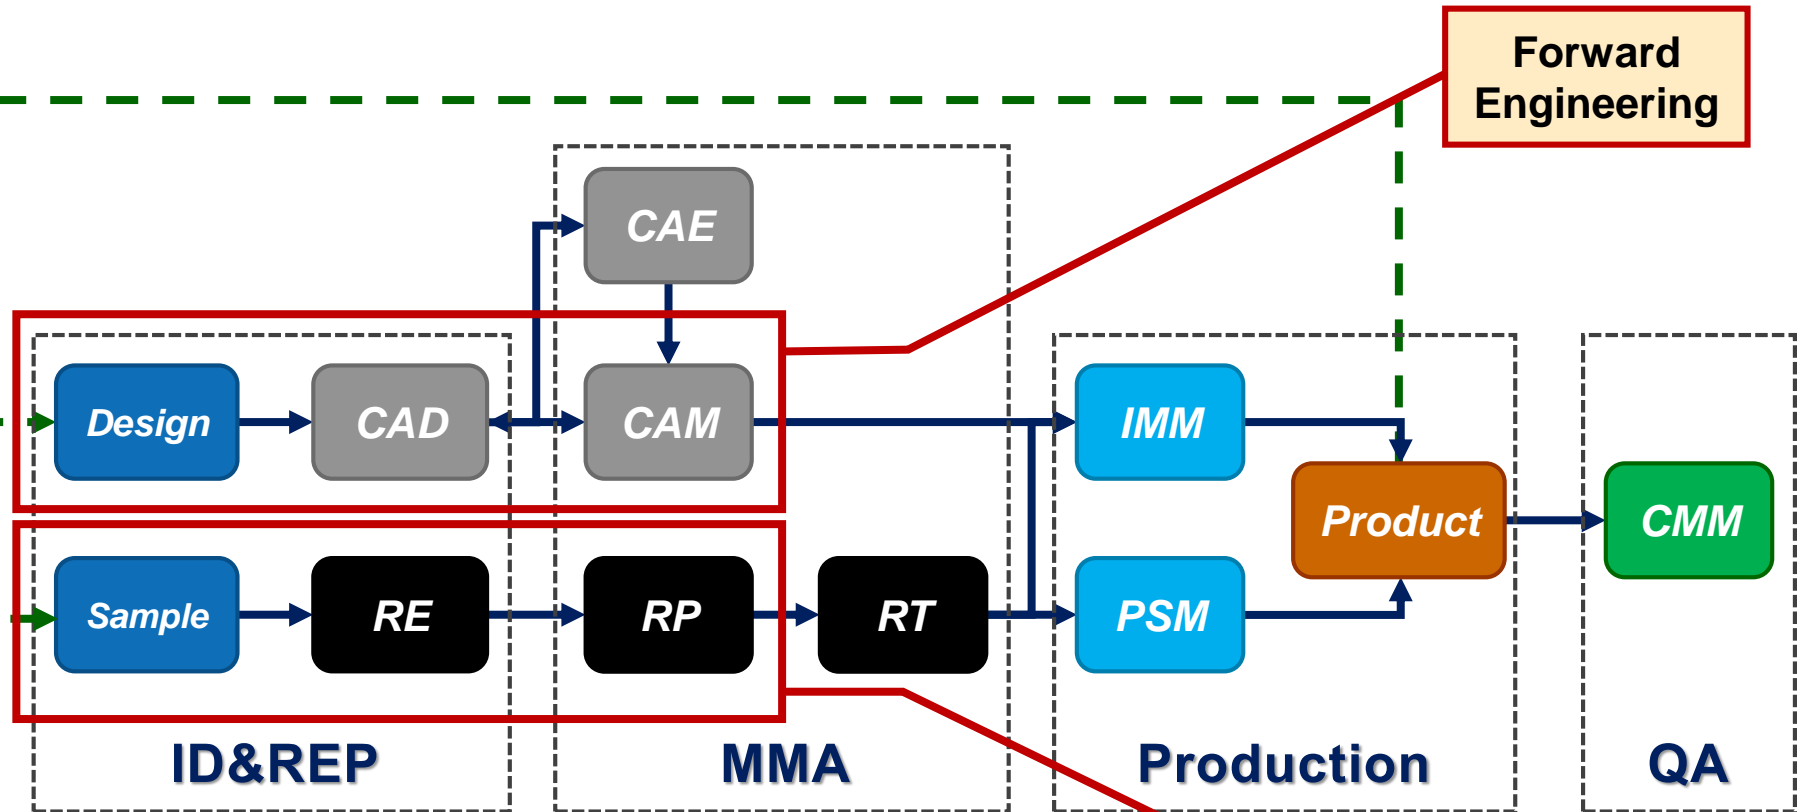 Forward
Engineering
CAE
Design
CAD
CAM
IMM
Product
CMM
Sample
RE
RP
RT
PSM
ID&REP
MMA
Production
QA